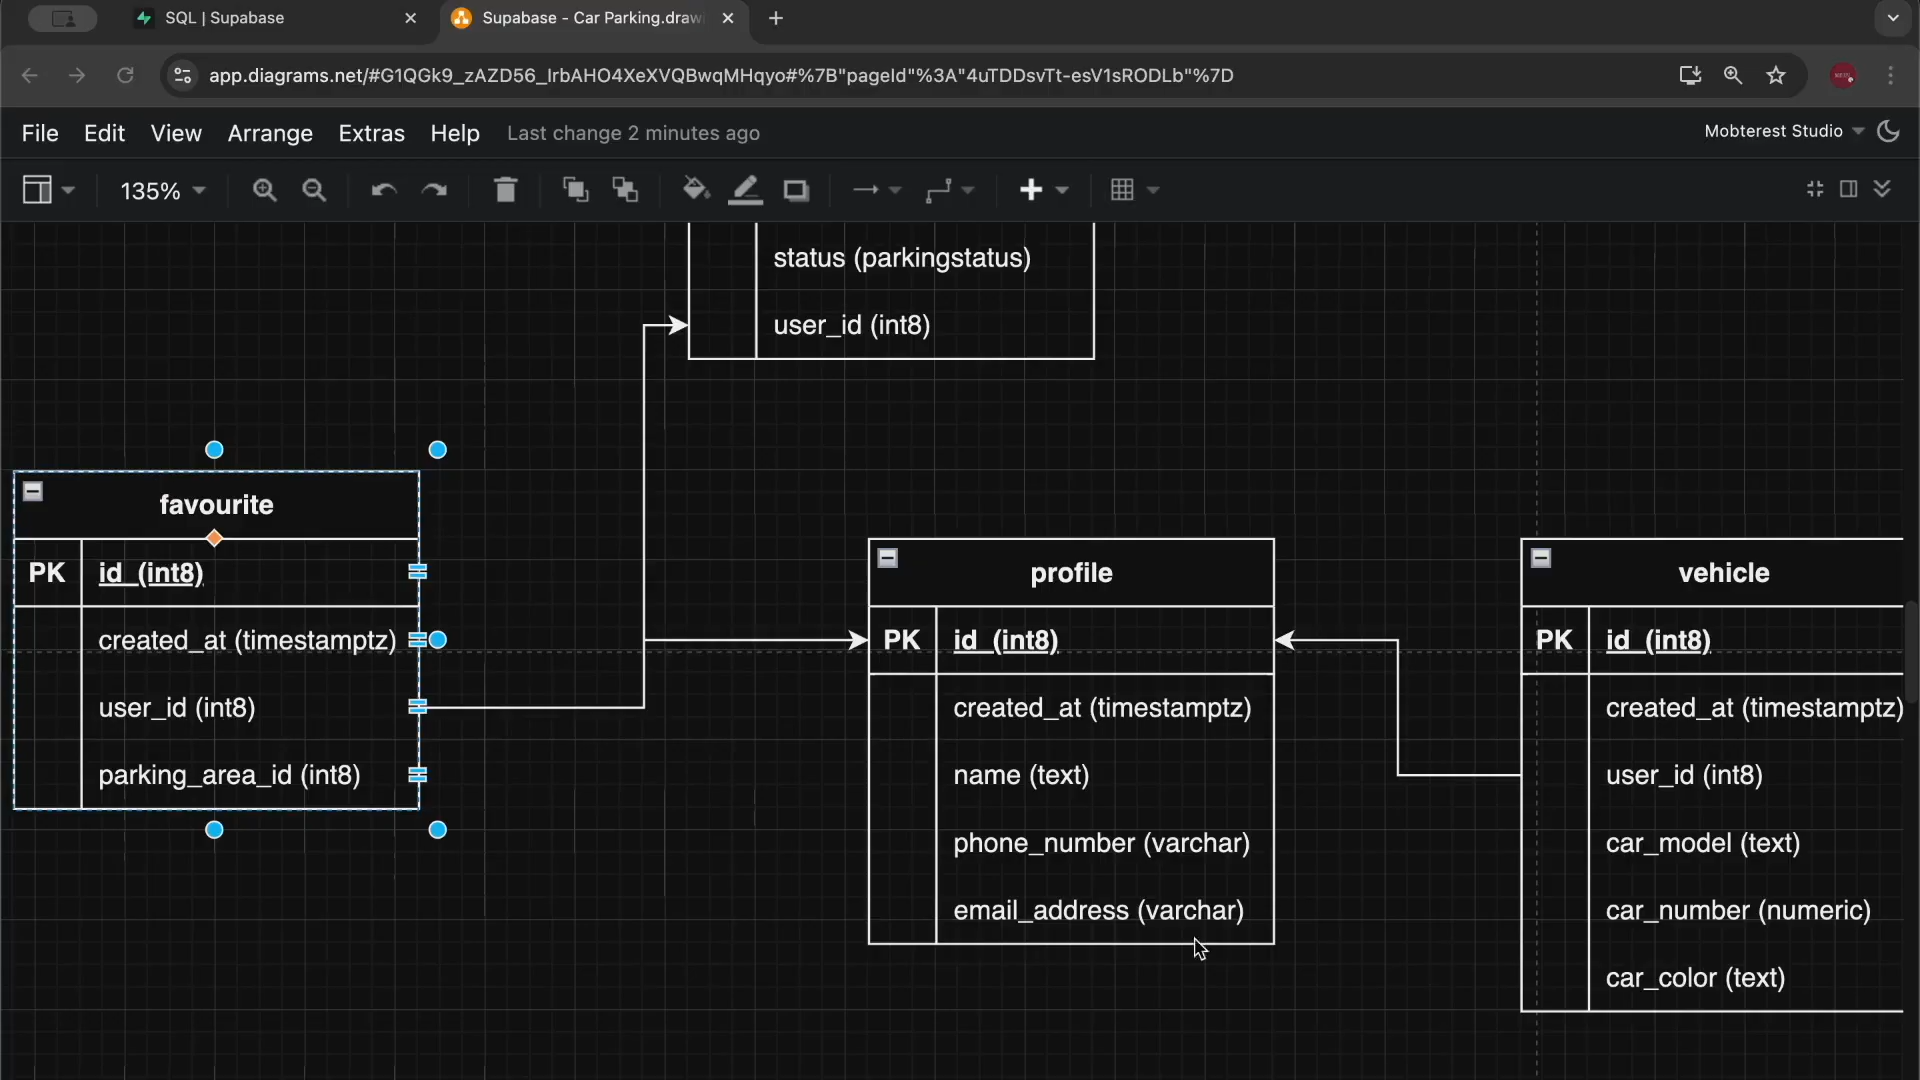 SQL | Supabase
Supabase - Car Parking.draw
app.diagrams.net/#G1QGk9_zAZD56_IrbAHO4XeXVQBwqMHqyo#%7B"pageId"%3A"4uTDDsvTt-esV1sRODLb"%7D
File Edit View Arrange Extras Help Last change 2 minutes ago
Mobterest Studio
135%
status (parkingstatus)
user_id (int8)
favourite
PK id (int8)
created_at (timestamptz)
user_id (int8)
parking_area_id (int8)
profile
PK id (int8)
created_at (timestamptz)
name (text)
phone_number (varchar)
email_address (varchar)
vehicle
PK id (int8)
created_at (timestamptz)
user_id (int8)
car_model (text)
car_number (numeric)
car_color (text)